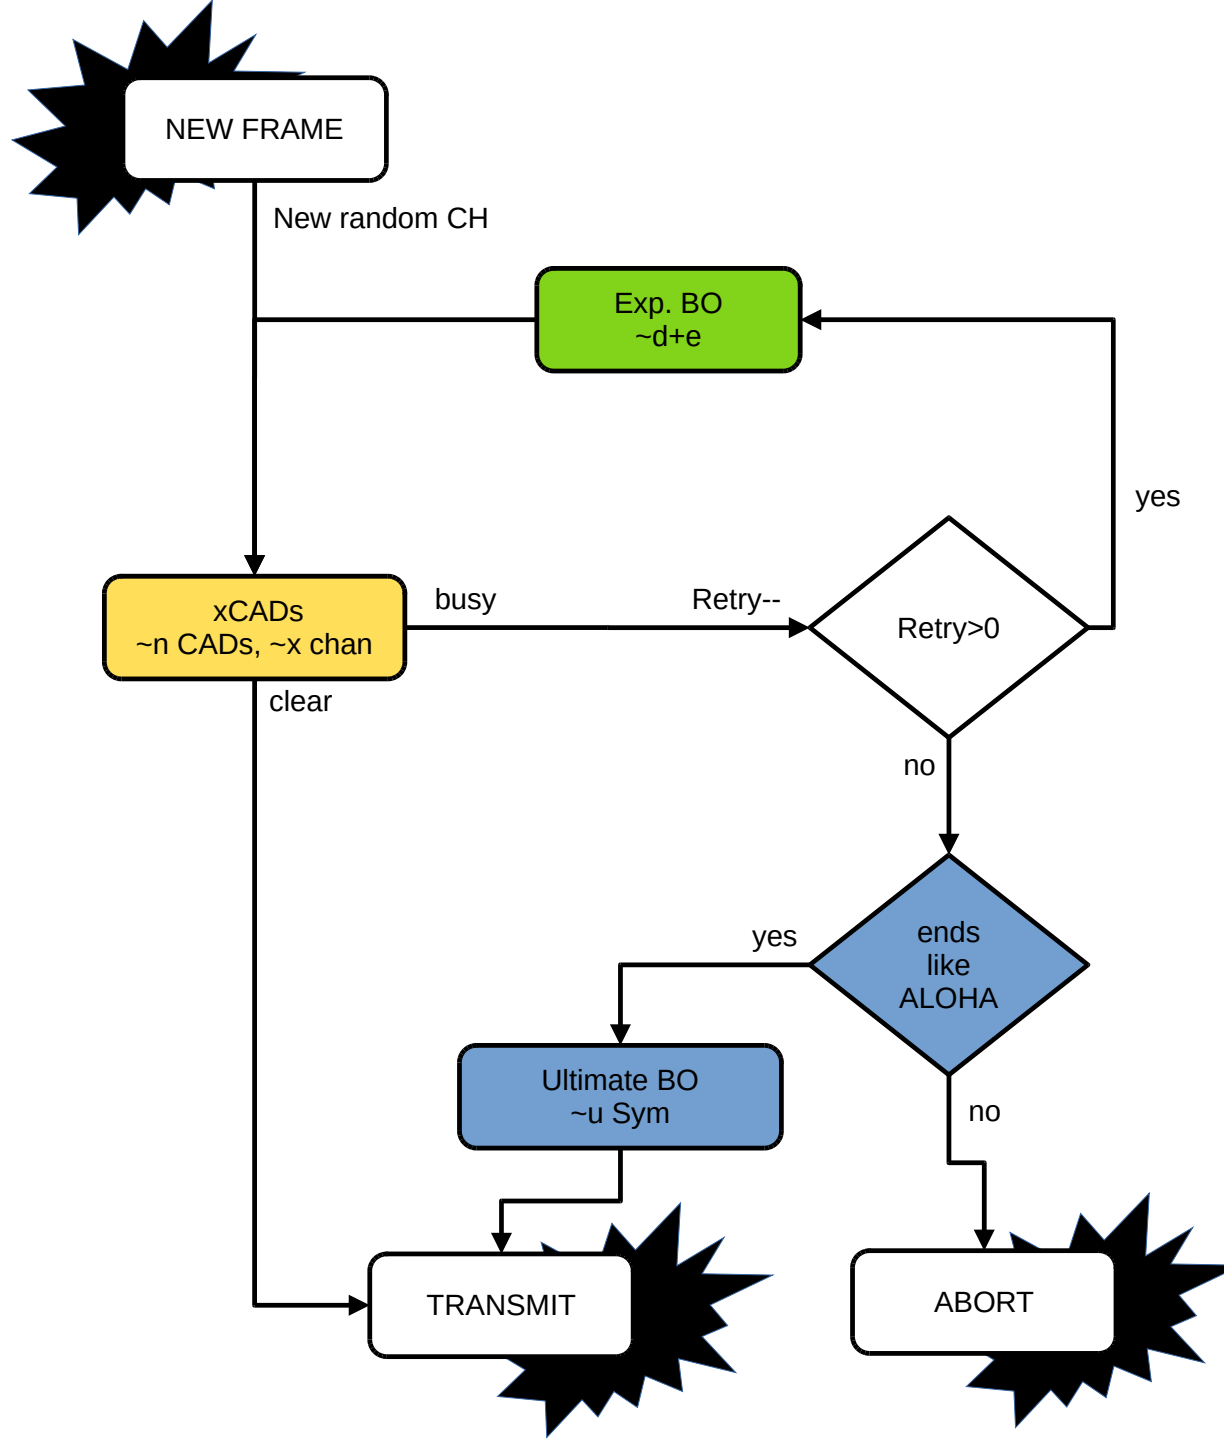 NEW FRAME
New random CH
Exp. BO
~d+e
yes
xCADs
~n CADs, ~x chan
busy
Retry--
Retry>0
clear
no
ends
like
ALOHA
yes
Ultimate BO
~u Sym
no
TRANSMIT
ABORT